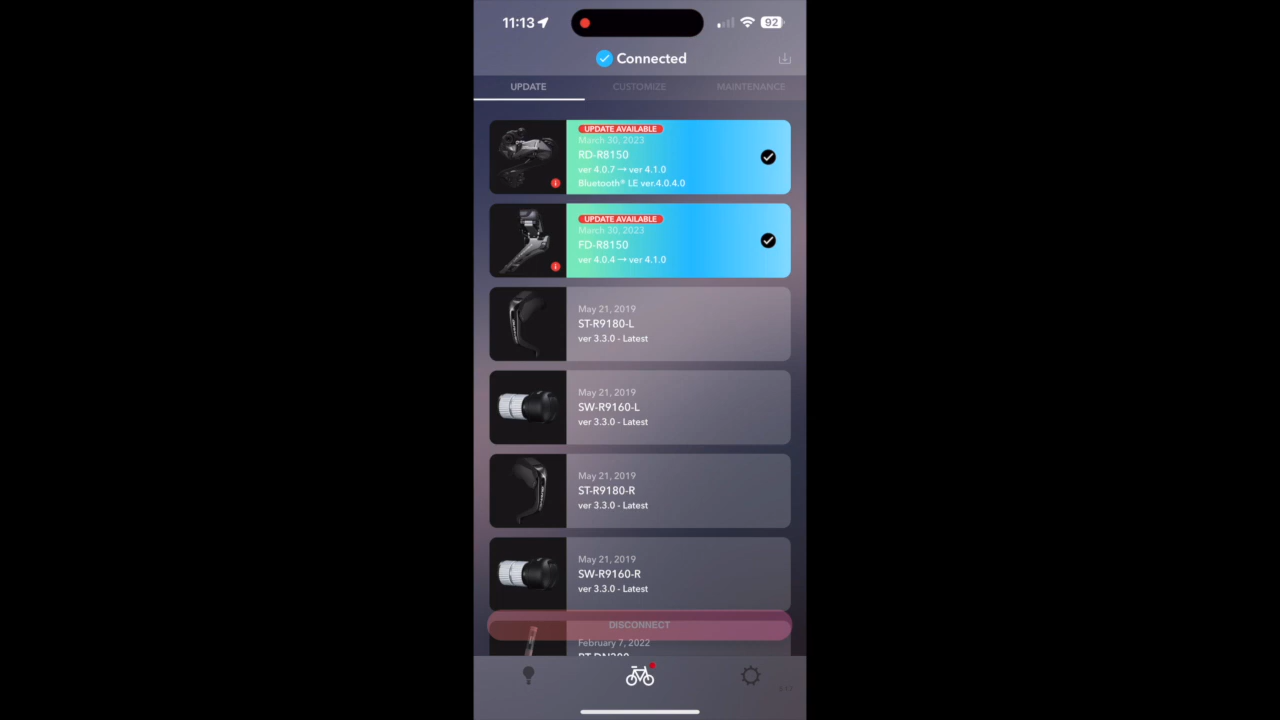 11:13
92
Connected
UPDATE
CUSTOMIZE
MAINTENANCE
UPDATE AVAILABLE
March 30, 2023
RD-R8150
ver 4.0.7 → ver 4.1.0
Bluetooth® LE ver.4.0.4.0
UPDATE AVAILABLE
March 30, 2023
FD-R8150
ver 4.0.4 → ver 4.1.0
May 21, 2019
ST-R9180-L
ver 3.3.0 - Latest
May 21, 2019
SW-R9160-L
ver 3.3.0 - Latest
May 21, 2019
ST-R9180-R
ver 3.3.0 - Latest
May 21, 2019
SW-R9160-R
ver 3.3.0 - Latest
DISCONNECT
February 7, 2022
BT-DN300